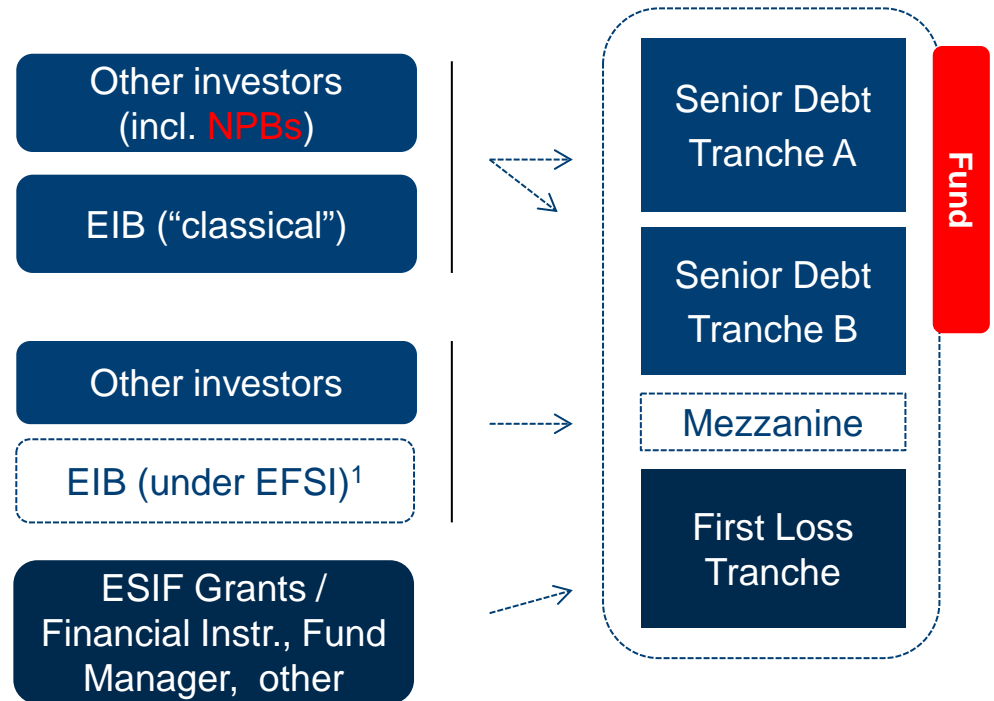 Other investors
(incl. NPBs)
EIB (“classical”)
Other investors
EIB (under EFSI)1
ESIF Grants /
Financial Instr., Fund
Manager, other
Senior Debt
Tranche A
Senior Debt
Tranche B
Mezzanine
First Loss
Tranche
Fund